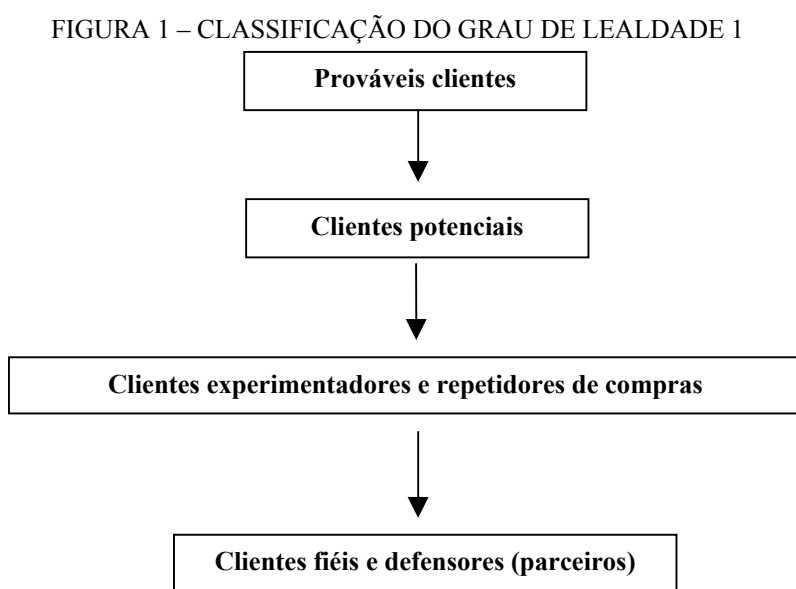 FIGURA 1 – CLASSIFICAÇÃO DO GRAU DE LEALDADE 1
Prováveis clientes
Clientes potenciais
Clientes experimentadores e repetidores de compras
Clientes fiéis e defensores (parceiros)